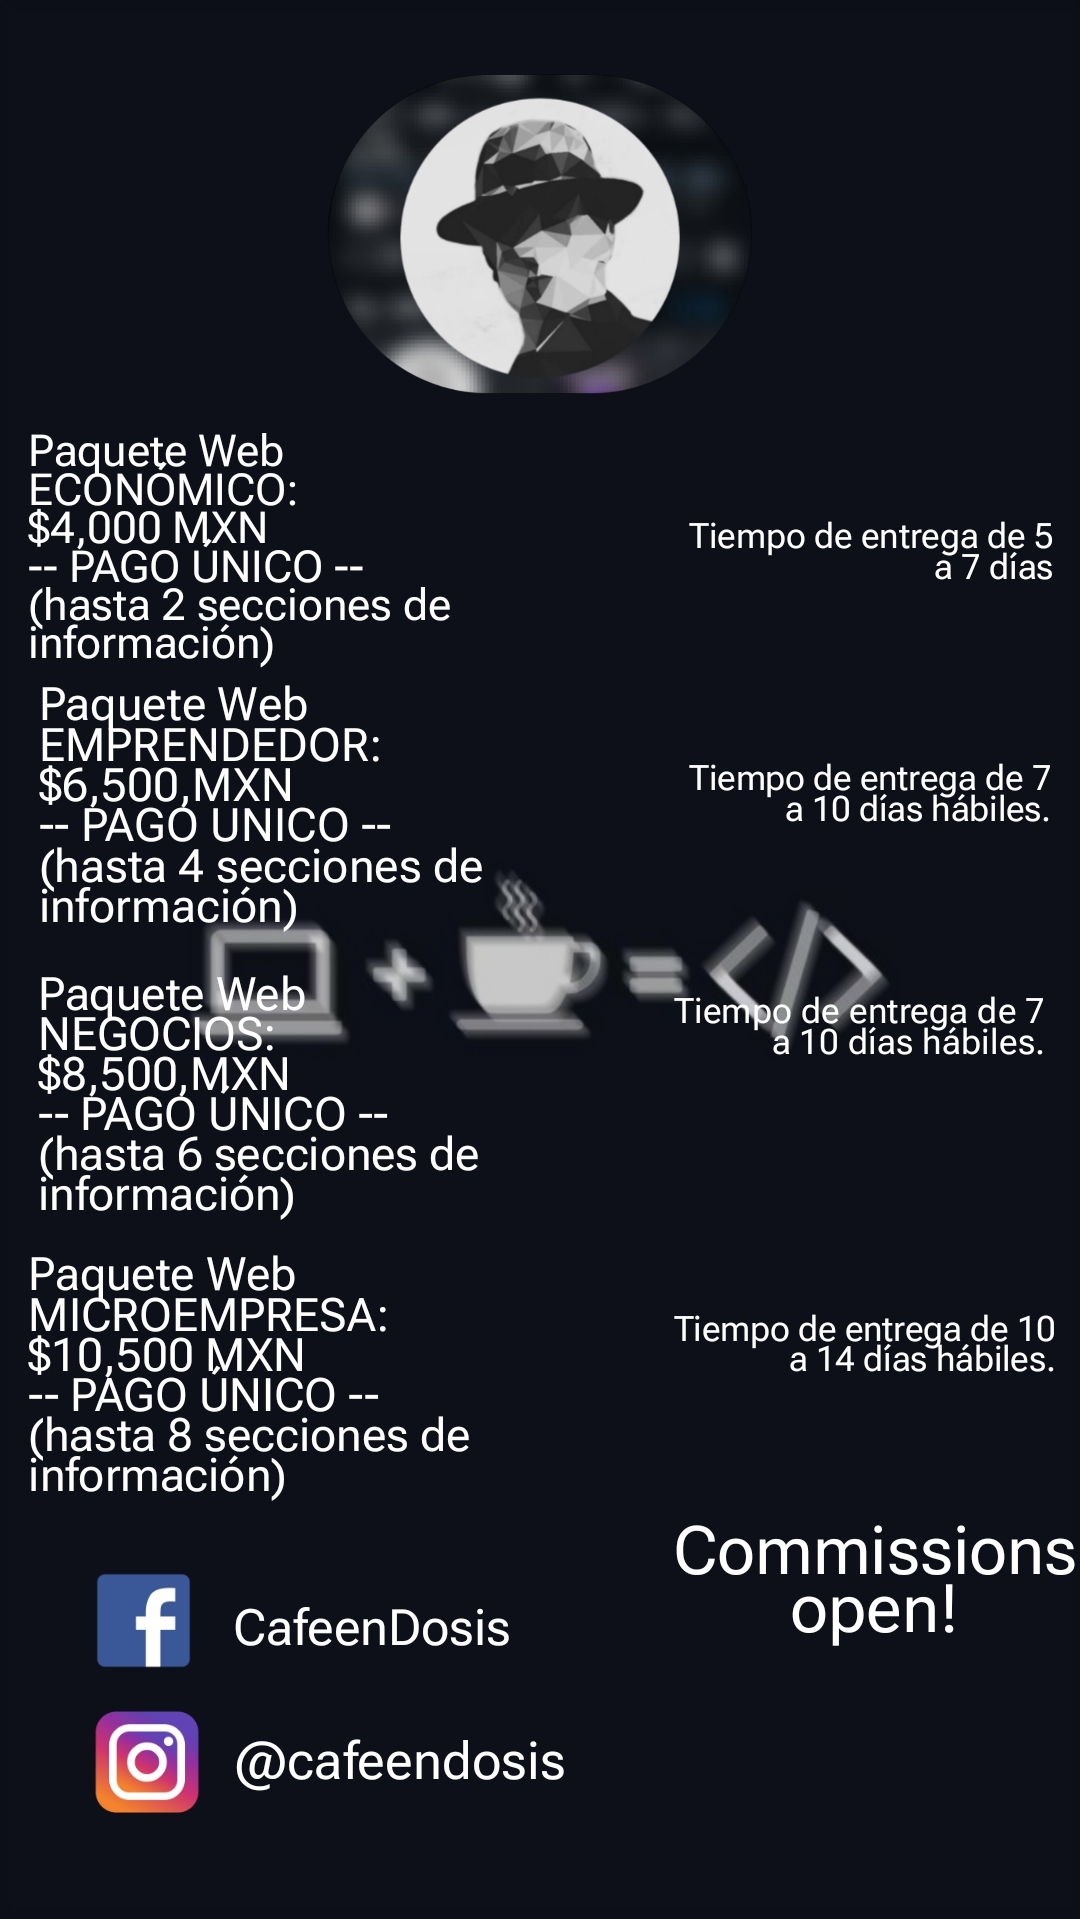 Paquete Web
ECONÓMICO:
$4,000 MXN
-- PAGO ÚNICO --
(hasta 2 secciones de
información)
Tiempo de entrega de 5
a 7 días
Paquete Web
EMPRENDEDOR:
$6,500,MXN
-- PAGO UNICO --
(hasta 4 secciones de
información)
Tiempo de entrega de 7
a 10 días hábiles.
Paquete Web
NEGOCIOS:
$8,500,MXN
-- PAGO ÚNICO --
(hasta 6 secciones de
información)
Tiempo de entrega de 7
a 10 días hábiles.
Paquete Web
MICROEMPRESA:
$10,500 MXN
-- PAGO ÚNICO --
(hasta 8 secciones de
información)
Tiempo de entrega de 10
a 14 días hábiles.
Commissions
open!
CafeenDosis
@cafeendosis